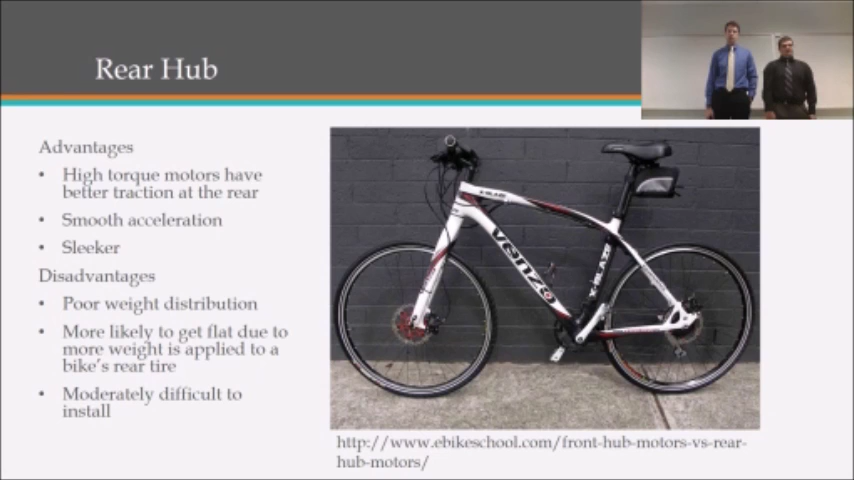 Rear Hub
Advantages
• High torque motors have
better traction at the rear
• Smooth acceleration
• Sleeker
Disadvantages
• Poor weight distribution
• More likely to get flat due to
more weight is applied to a
bike's rear tire
• Moderately difficult to
install
venzo
X-BLAZE
http://www.ebikeschool.com/front-hub-motors-vs-rear-
hub-motors/